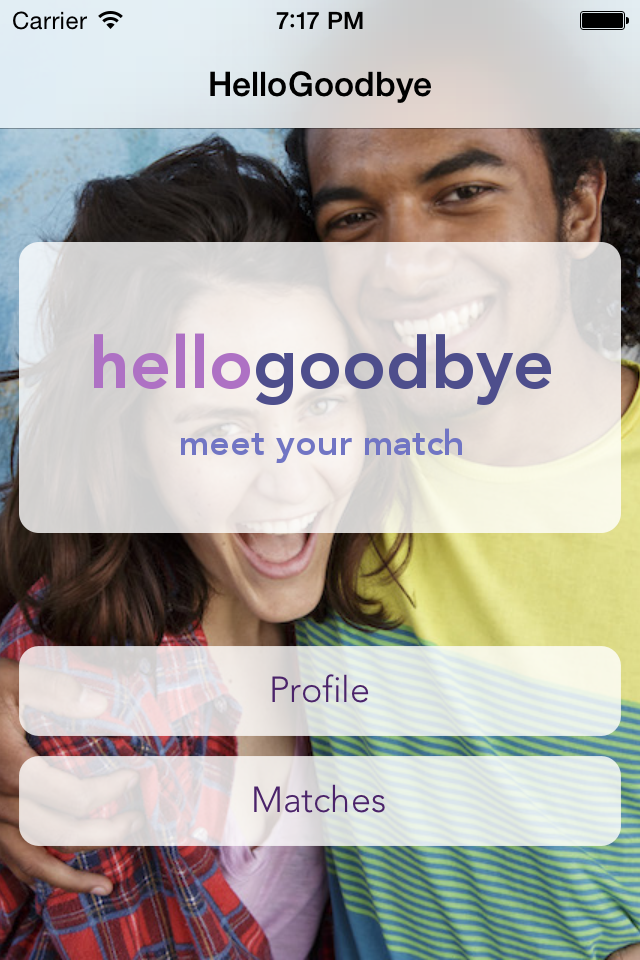 Carrier 7:17 PM
HelloGoodbye
hellogoodbye
meet your match
Profile
Matches